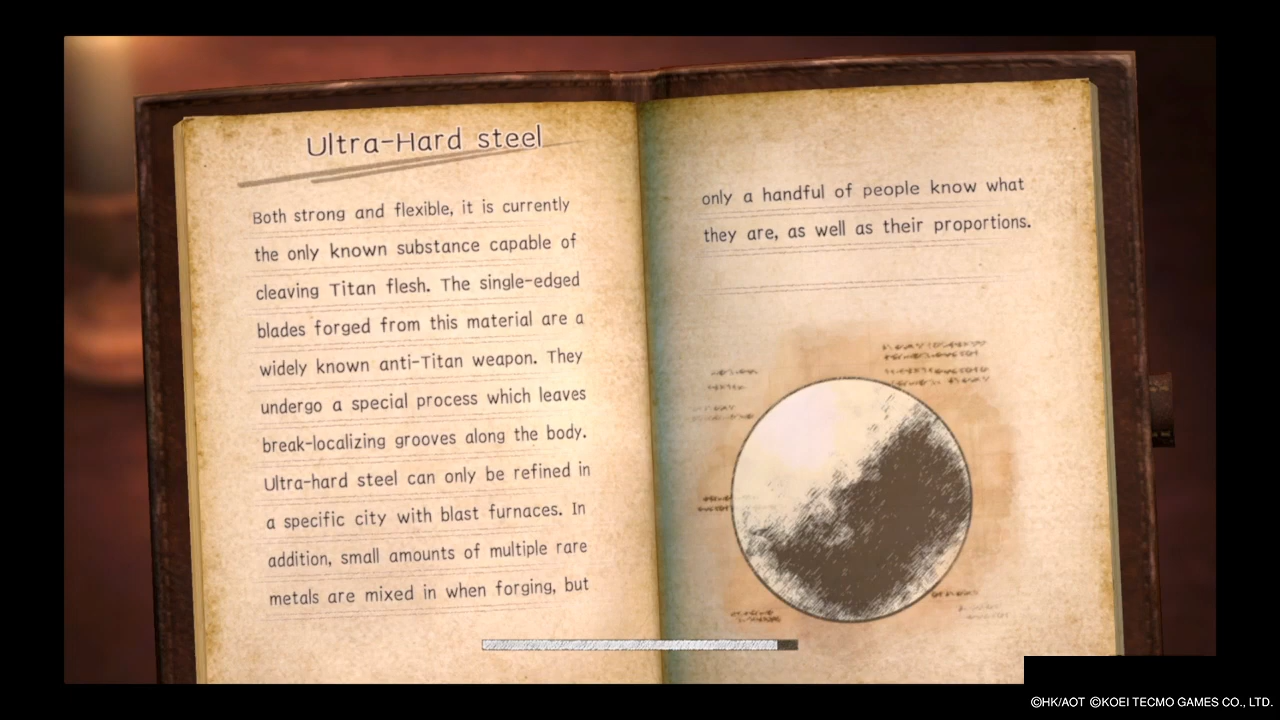 Ultra-Hard steel
Both strong and flexible, it is currently
the only known substance capable of
cleaving Titan flesh. The single-edged
blades forged from this material are a
widely known anti-Titan weapon. They
undergo a special process which leaves
break-localizing grooves along the body.
Ultra-hard steel can only be refined in
a specific city with blast furnaces. In
addition, small amounts of multiple rare
metals are mixed in when forging, but
only a handful of people know what
they are, as well as their proportions.
©HK/AOT ©KOEI TECMO GAMES CO., LTD.